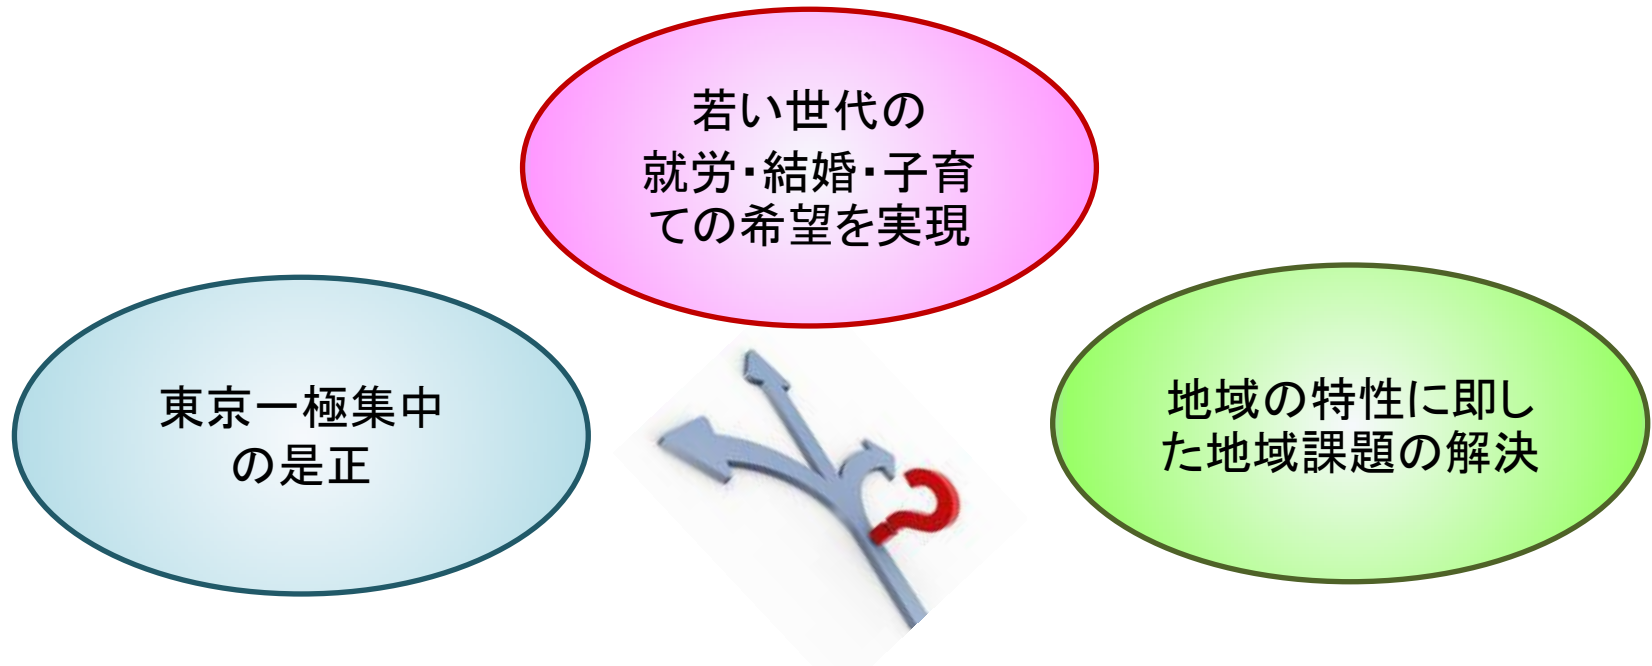 若い世代の
就労・結婚・子育
ての希望を実現
東京一極集中
の是正
地域の特性に即し
た地域課題の解決